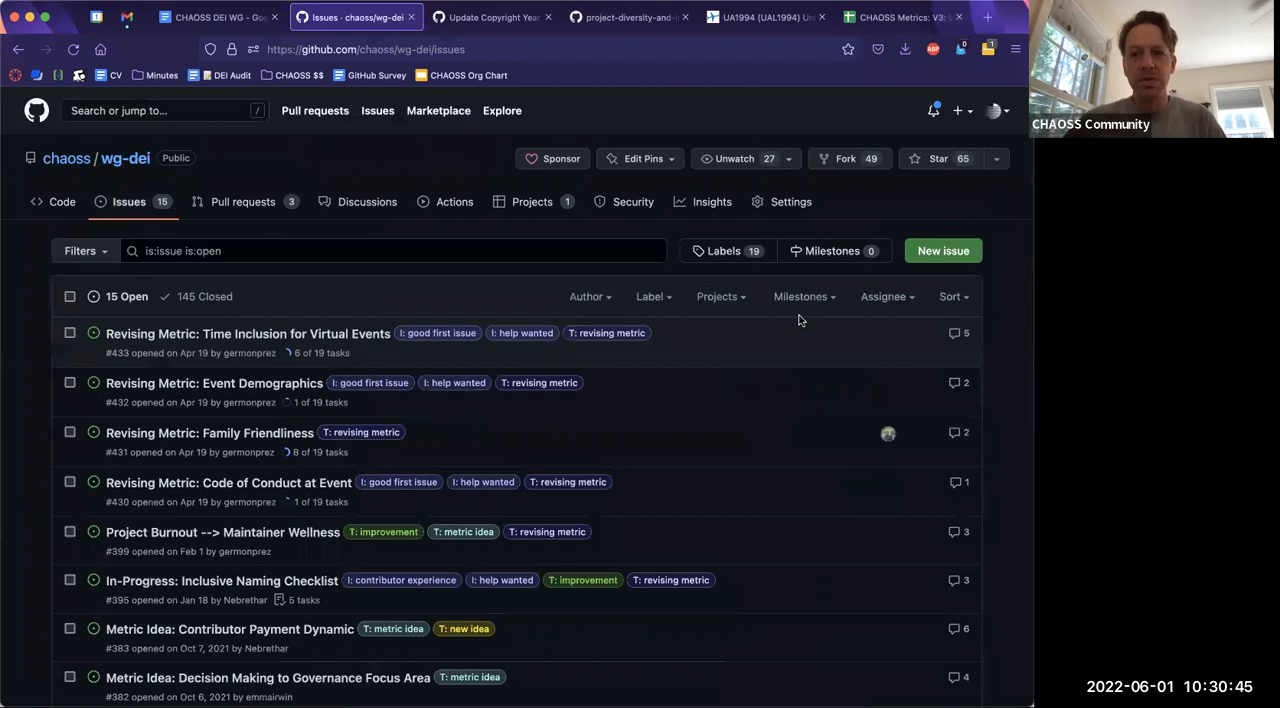 CHAOSS DEI WG - Go
Issues · chaoss/wg-dei
Update Copyright Yea
project-diversity-and-
UA1994 (UAL1994) Un
CHAOSS Metrics: V3:
https://github.com/chaoss/wg-dei/issues
ABP
0
1
CV
Minutes
DEI Audit
CHAOSS $$
GitHub Survey
CHAOSS Org Chart
Search or jump to...
/
Pull requests
Issues
Marketplace
Explore
CHAOSS Community
chaoss / wg-dei
Public
Sponsor
Edit Pins
Unwatch 27
Fork 49
Star 65
Code
Issues 15
Pull requests 3
Discussions
Actions
Projects 1
Security
Insights
Settings
Filters
is:issue is:open
Labels 19
Milestones 0
New issue
15 Open
145 Closed
Author
Label
Projects
Milestones
Assignee
Sort
Revising Metric: Time Inclusion for Virtual Events I: good first issue I: help wanted T: revising metric 5
#433 opened on Apr 19 by germonprez 6 of 19 tasks
Revising Metric: Event Demographics I: good first issue I: help wanted T: revising metric 2
#432 opened on Apr 19 by germonprez 1 of 19 tasks
Revising Metric: Family Friendliness T: revising metric 2
#431 opened on Apr 19 by germonprez 8 of 19 tasks
Revising Metric: Code of Conduct at Event I: good first issue I: help wanted T: revising metric 1
#430 opened on Apr 19 by germonprez 1 of 19 tasks
Project Burnout --> Maintainer Wellness T: improvement T: metric idea T: revising metric 3
#399 opened on Feb 1 by germonprez
In-Progress: Inclusive Naming Checklist I: contributor experience I: help wanted T: improvement T: revising metric 3
#395 opened on Jan 18 by Nebrethar 5 tasks
Metric Idea: Contributor Payment Dynamic T: metric idea T: new idea 6
#383 opened on Oct 7, 2021 by Nebrethar
Metric Idea: Decision Making to Governance Focus Area T: metric idea 4
#382 opened on Oct 6, 2021 by emmairwin
2022-06-01 10:30:45